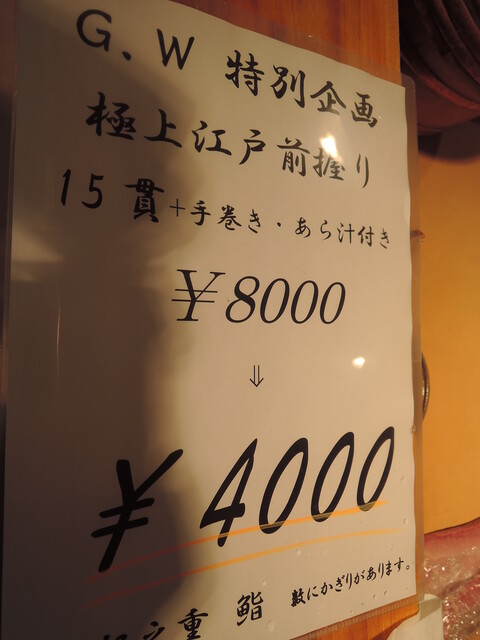 G.W 特別企画
極上江戸前握り
15貫+手巻き・あら汁付き
¥8000
⇓
¥4000
重 鮨 数にかぎりがあります。